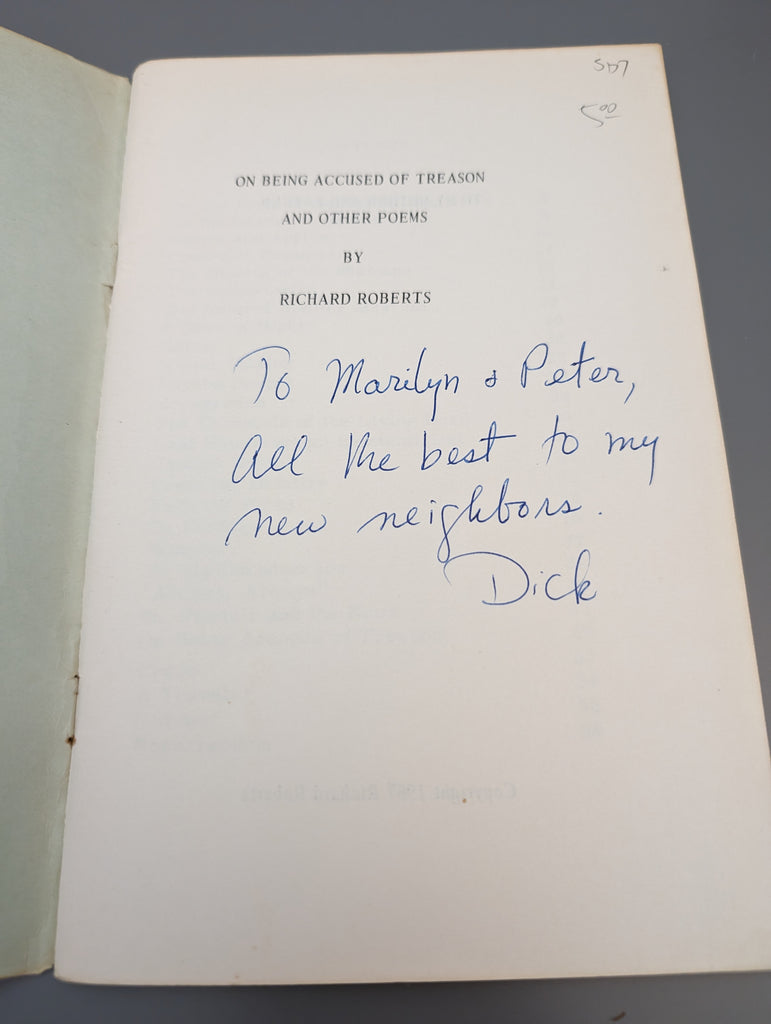 5.00
ON BEING ACCUSED OF TREASON
AND OTHER POEMS
BY
RICHARD ROBERTS
To Marilyn & Peter,
All the best to my
new neighbors.
Dick